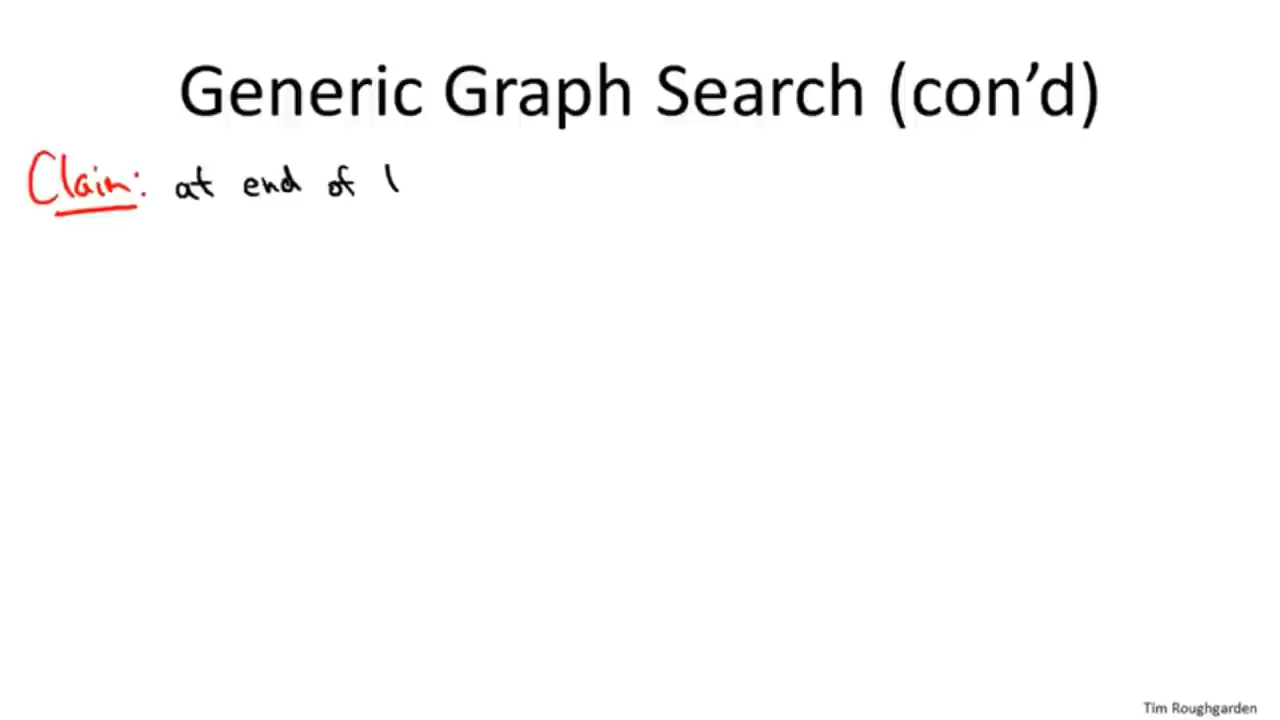 Generic Graph Search (con’d)
Claim: at end of
Tim Roughgarden